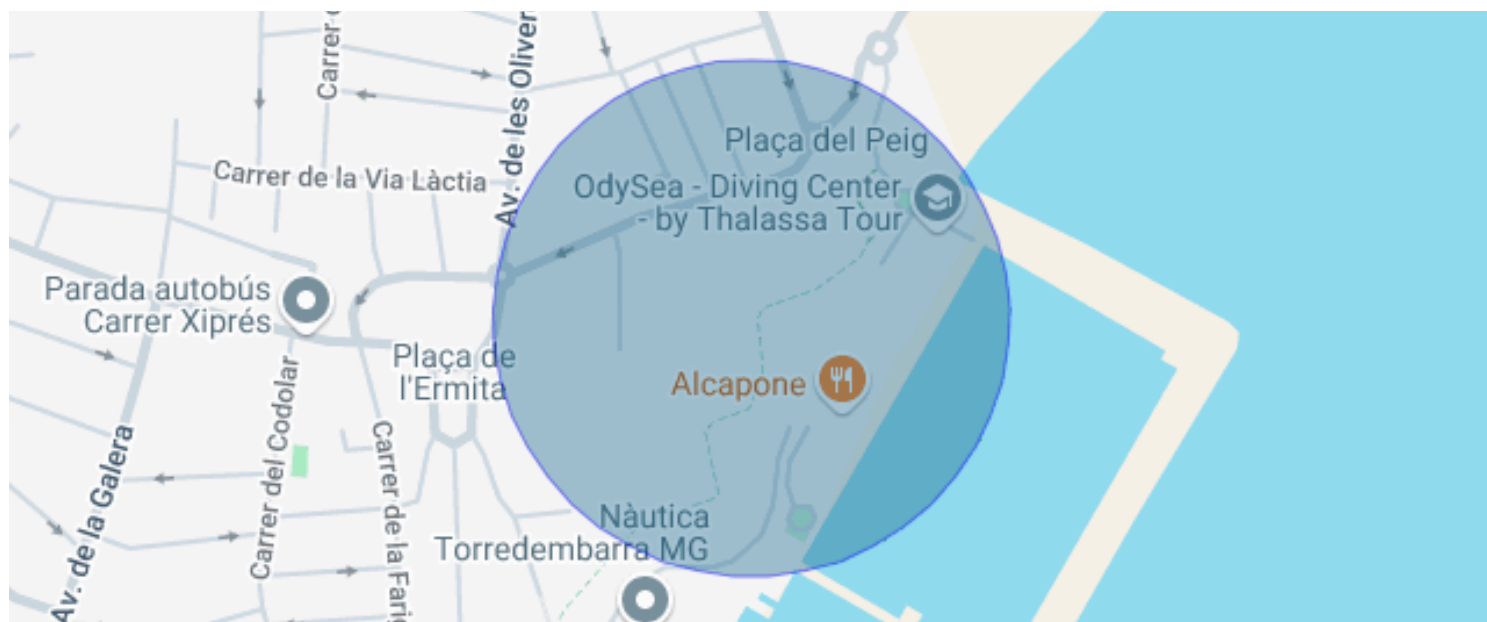 Carrer
Av. de les Oliver
Plaça del Peig
Carrer de la Via Làctia
OdySea - Diving Center
- by Thalassa Tour
Parada autobús
Carrer Xiprés
Plaça de
l'Ermita
Alcapone
Av. de la Galera
Carrer del Codolar
Carrer de la Farig
Nàutica
Torredembarra MG